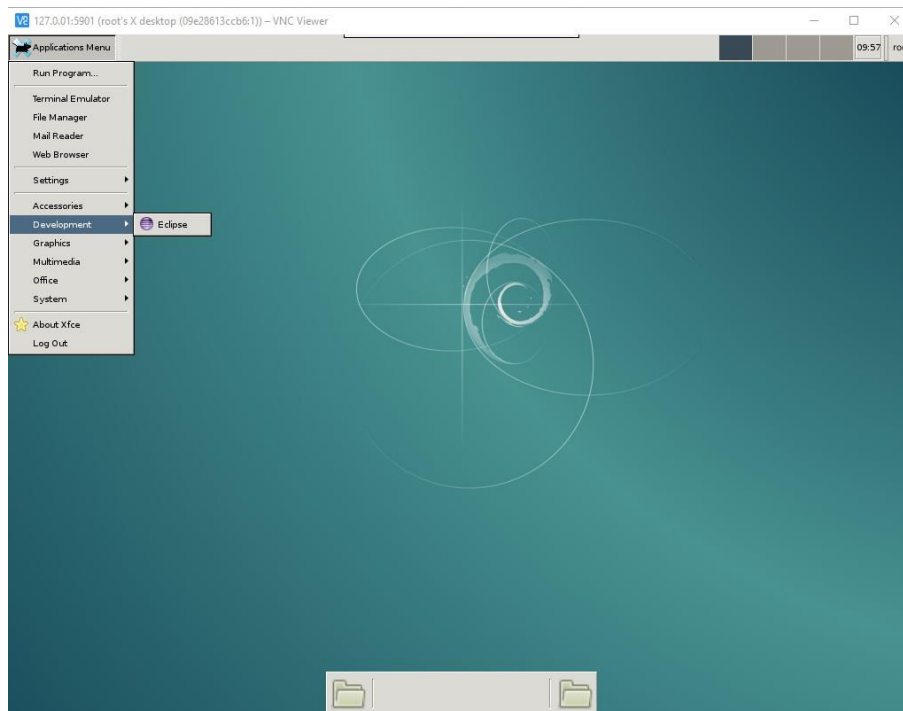 127.0.01:5901 (root's X desktop (09e28613ccb6:1)) – VNC Viewer
Applications Menu
09:57
Run Program...
Terminal Emulator
File Manager
Mail Reader
Web Browser
Settings
Accessories
Development
Eclipse
Graphics
Multimedia
Office
System
About Xfce
Log Out